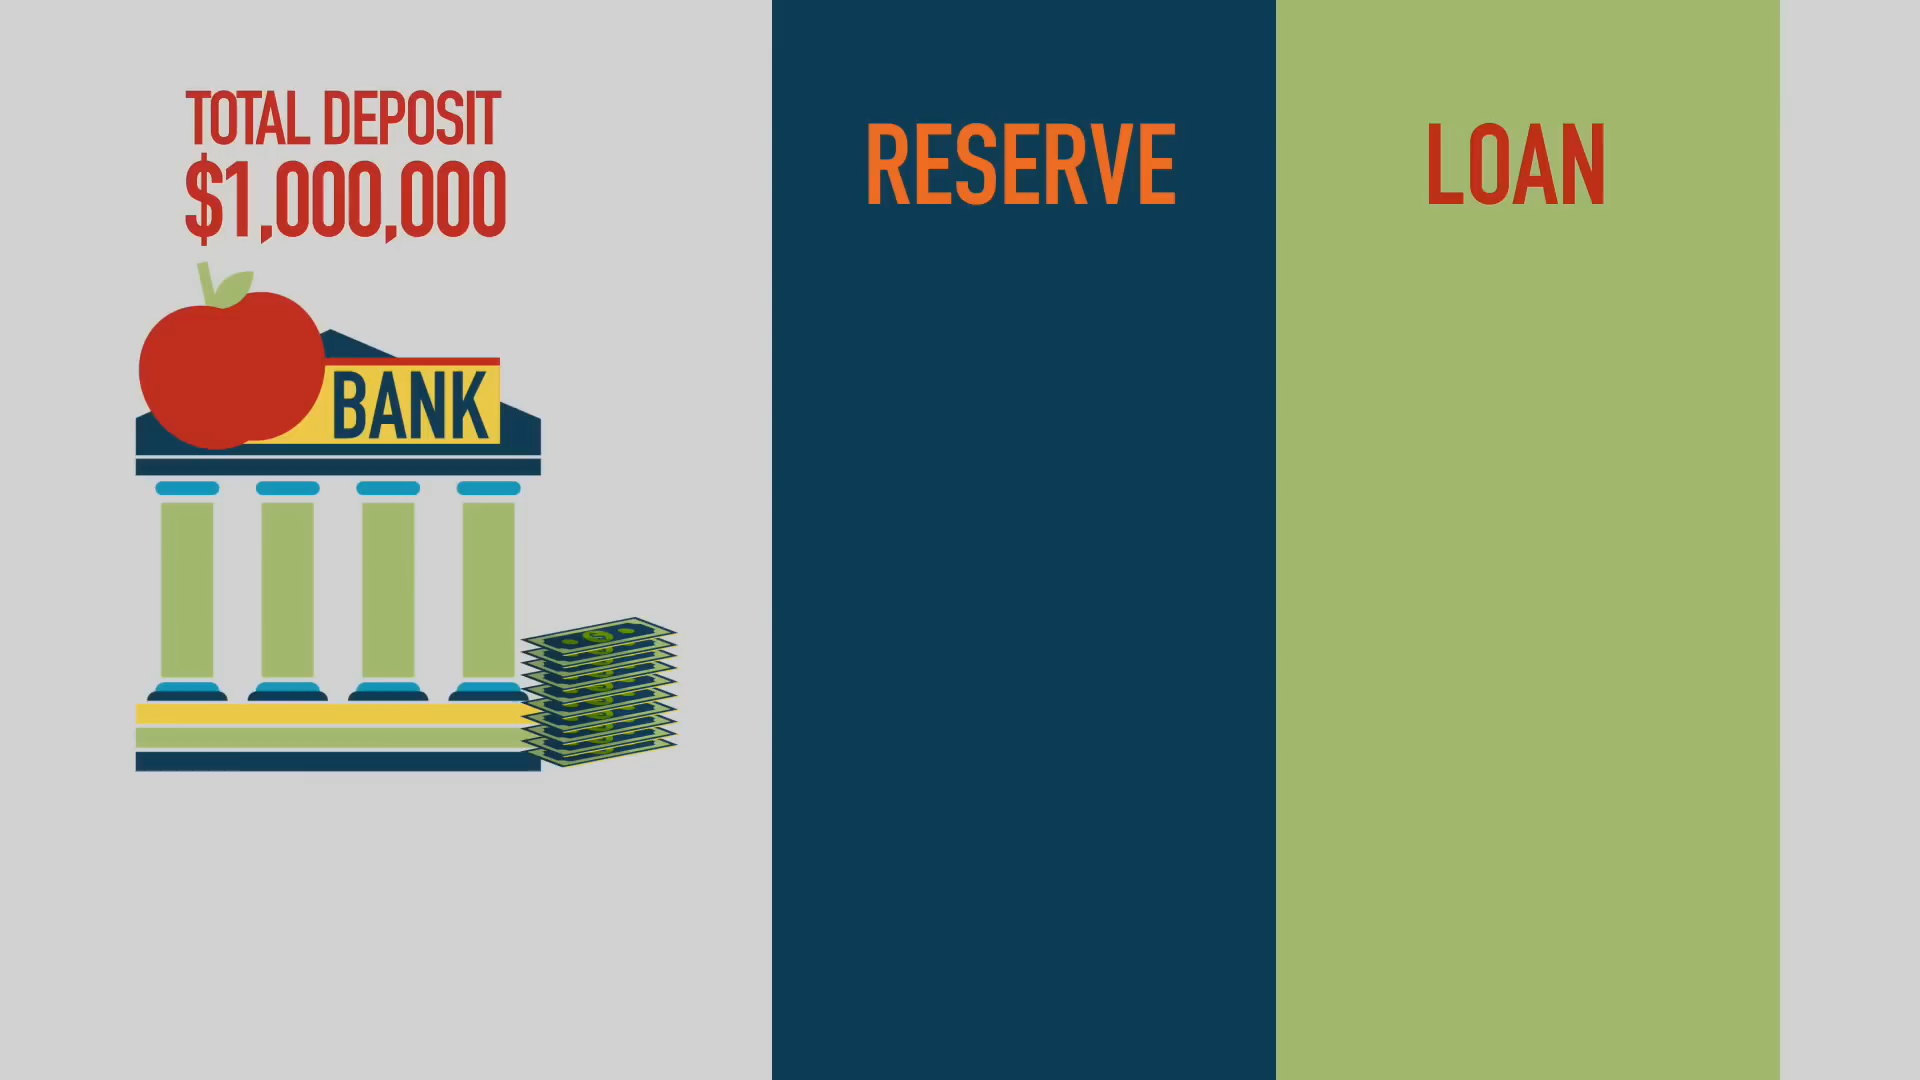 TOTAL DEPOSIT
$1,000,000
BANK
RESERVE
LOAN